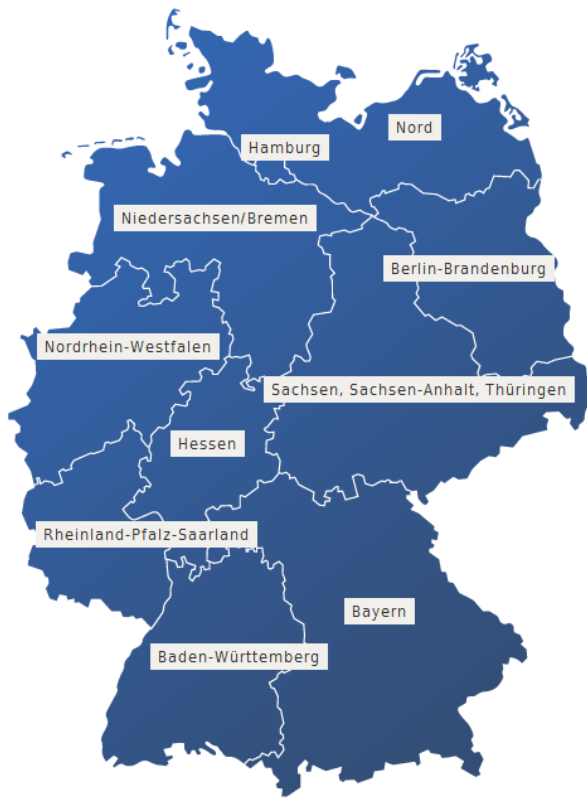 Nord
Hamburg
Niedersachsen/Bremen
Berlin-Brandenburg
Nordrhein-Westfalen
Sachsen, Sachsen-Anhalt, Thüringen
Hessen
Rheinland-Pfalz-Saarland
Bayern
Baden-Württemberg